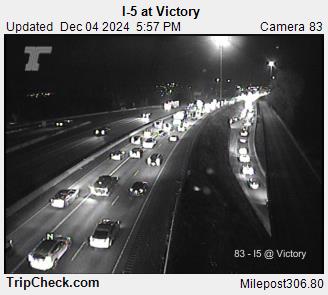 I-5 at Victory
Updated Dec 04 2024 5:57 PM Camera 83
T
N
83 - I5 @ Victory
TripCheck.com Milepost306.80